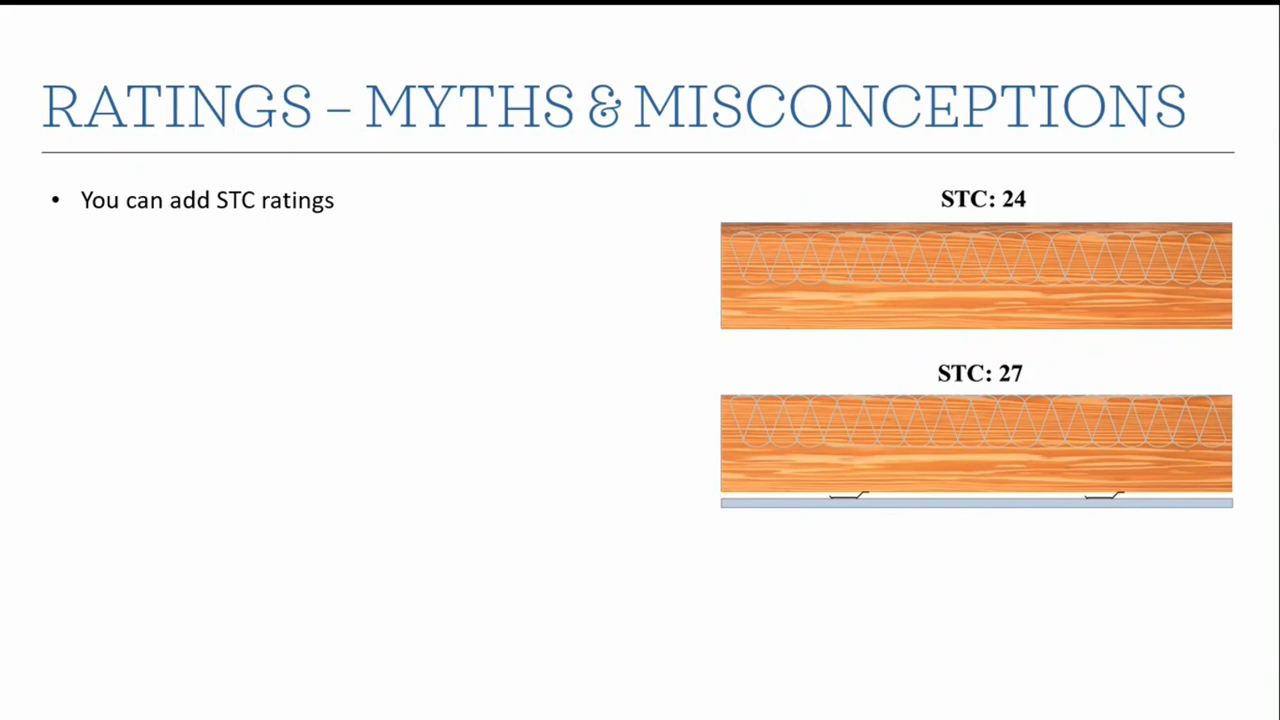 RATINGS – MYTHS & MISCONCEPTIONS
• You can add STC ratings
STC: 24
STC: 27